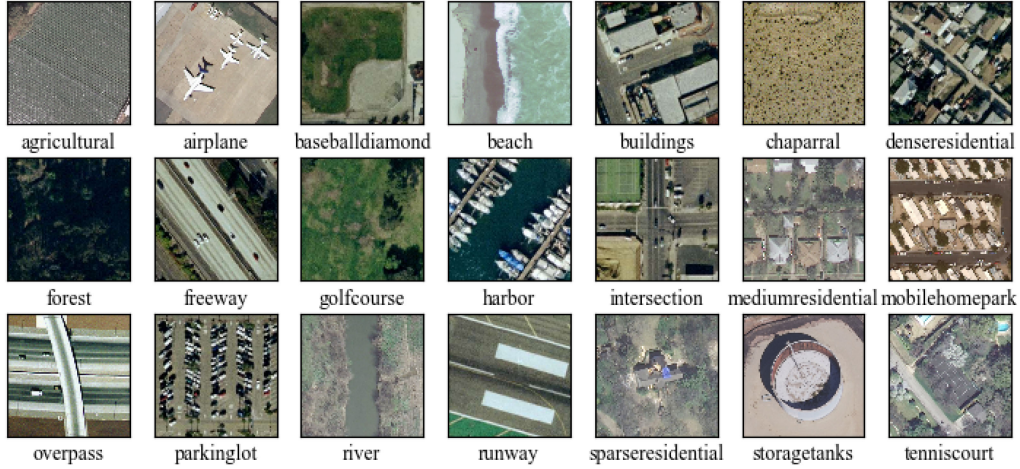 agricultural
airplane
baseballdiamond
beach
buildings
chaparral
denseresidential
forest
freeway
golfcourse
harbor
intersection
mediumresidential
mobilehomepark
overpass
parkinglot
river
runway
sparseresidential
storagetanks
tenniscourt